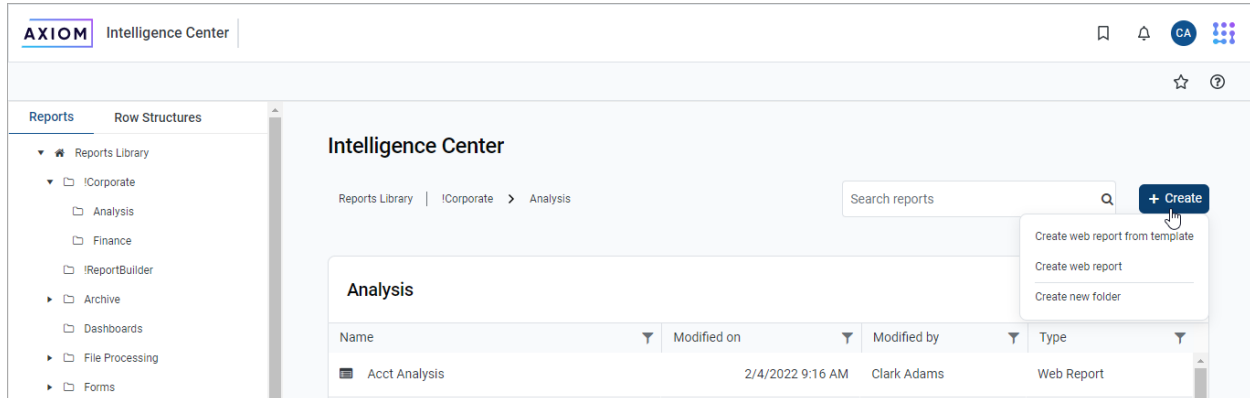 AXIOM Intelligence Center
CA
Reports Row Structures
Reports Library
!Corporate
Analysis
Finance
!ReportBuilder
Archive
Dashboards
File Processing
Forms
Intelligence Center
Reports Library | !Corporate > Analysis
Search reports
+ Create
Create web report from template
Create web report
Create new folder
Analysis
Name Modified on Modified by Type
Acct Analysis 2/4/2022 9:16 AM Clark Adams Web Report